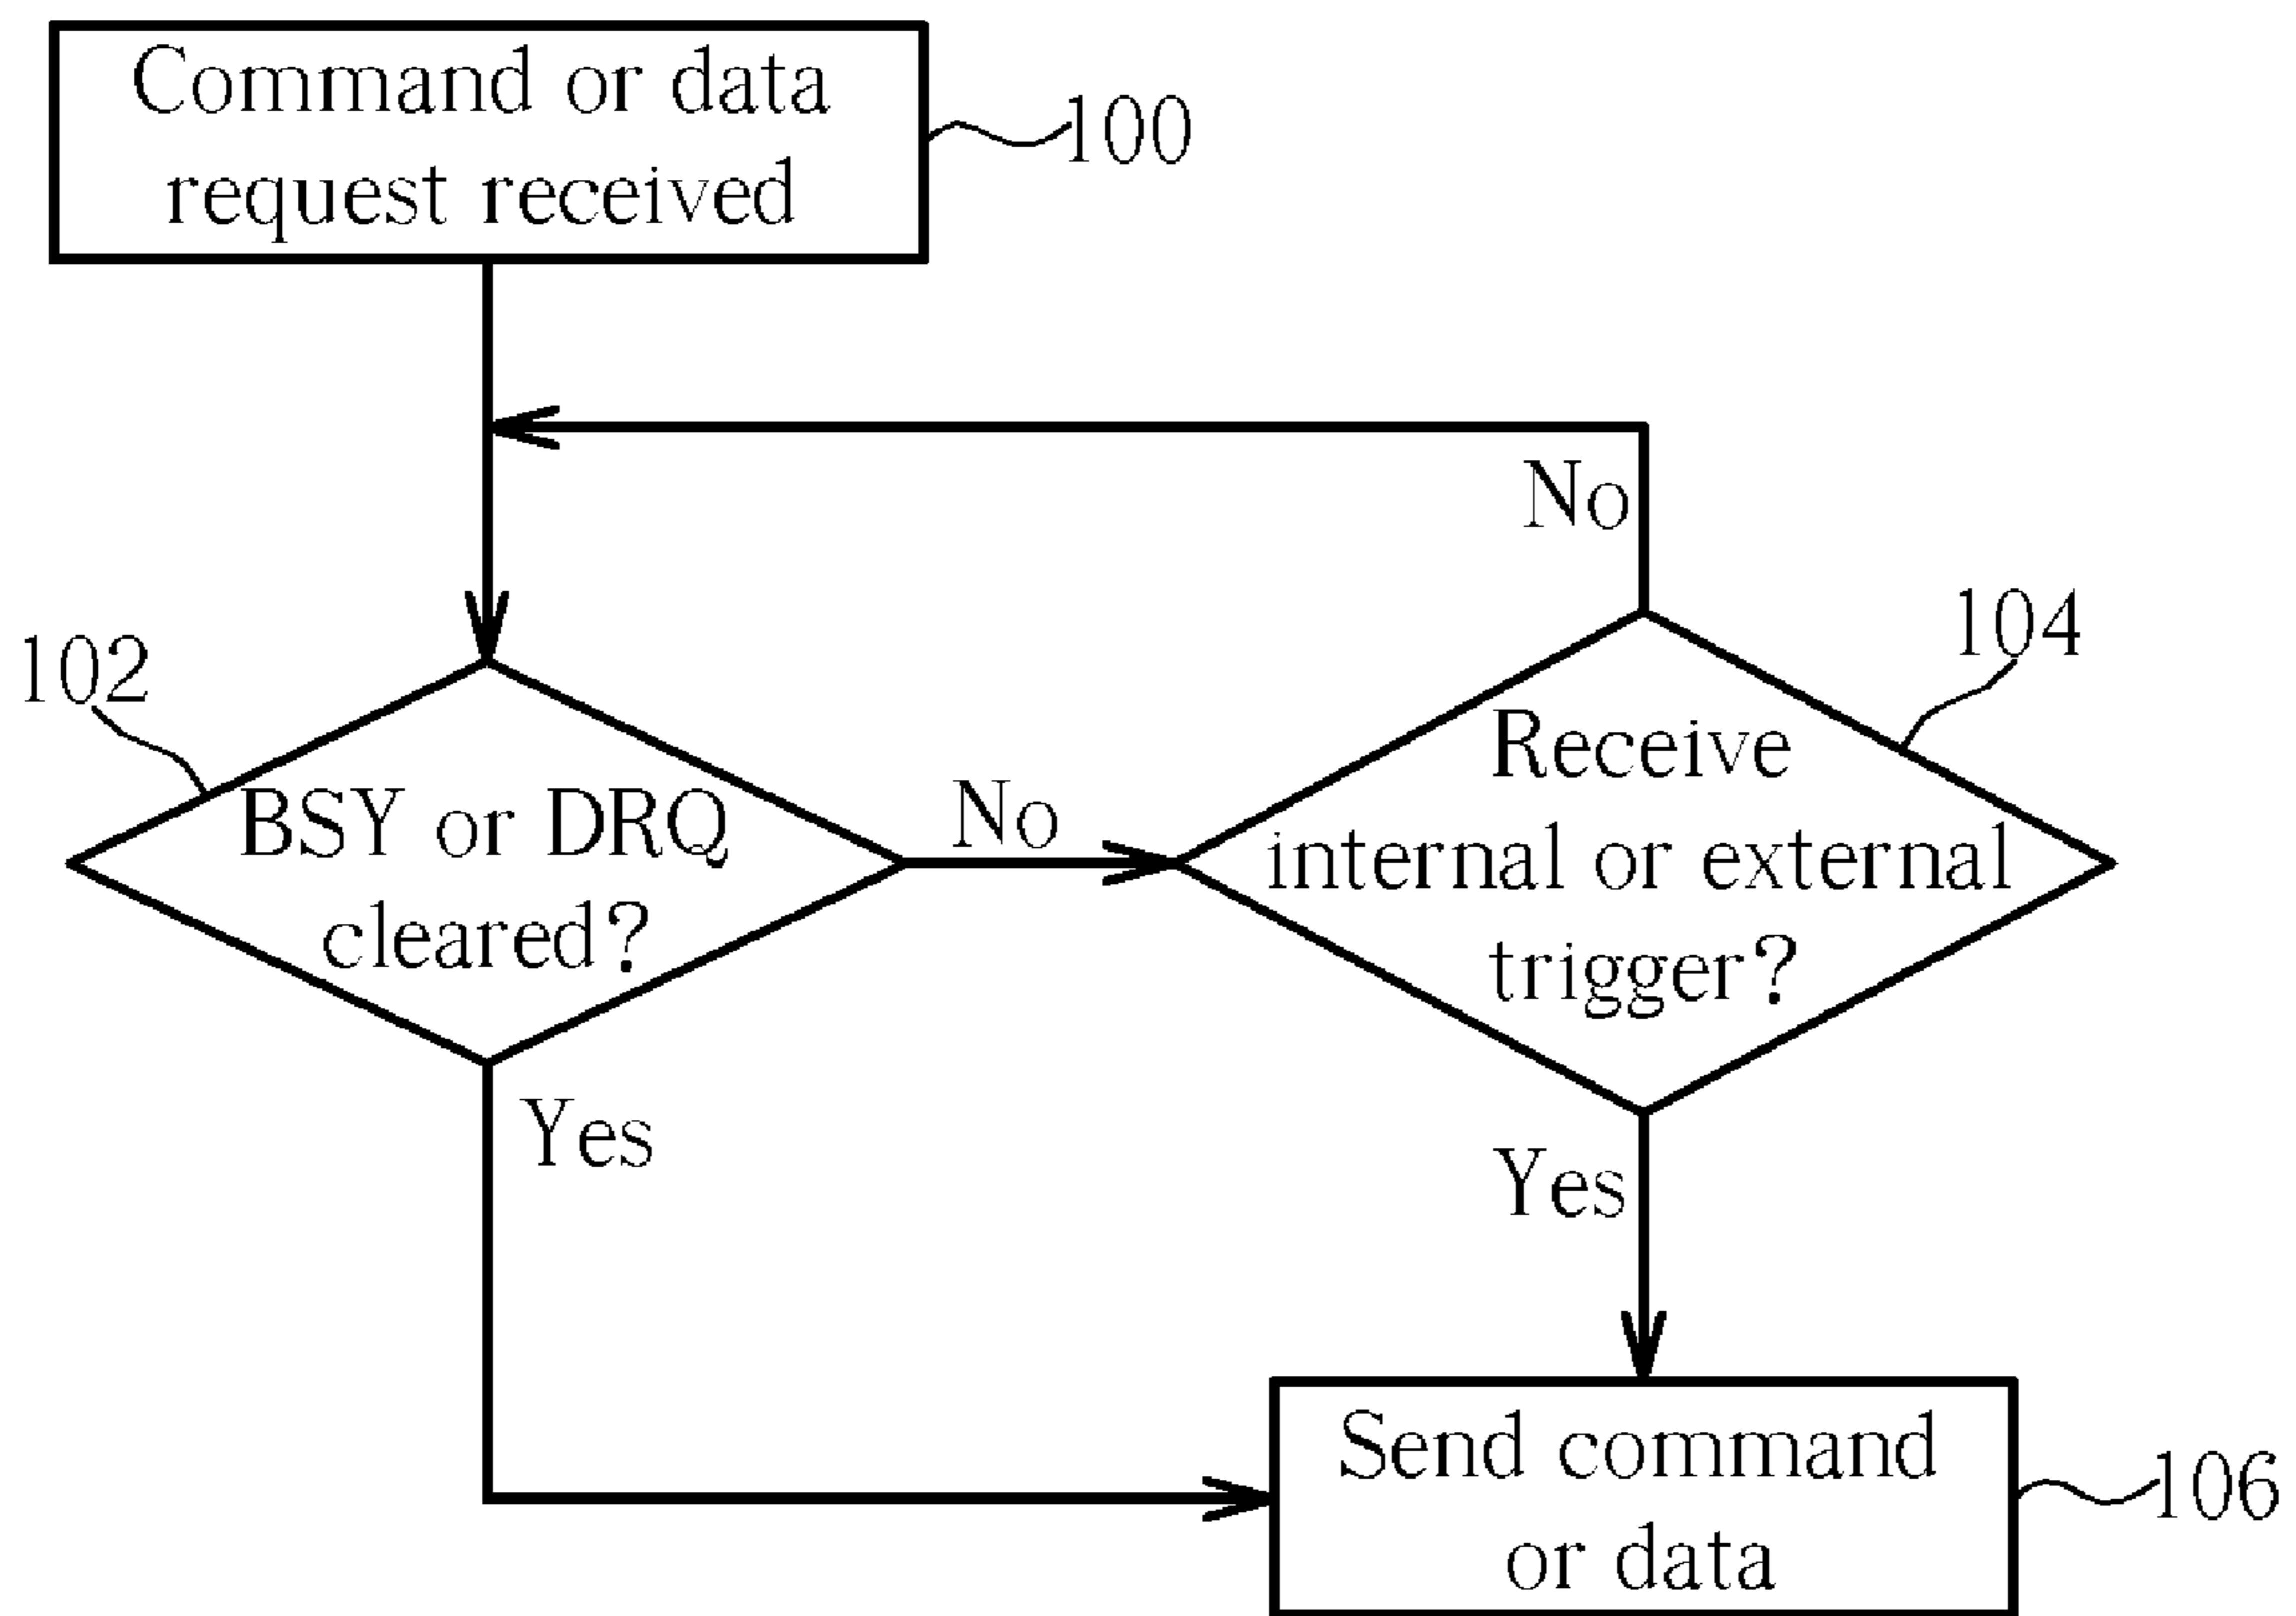 Command or data
request received
100
No
102
BSY or DRQ
cleared?
No
104
Receive
internal or external
trigger?
Yes
Yes
Send command
or data
106